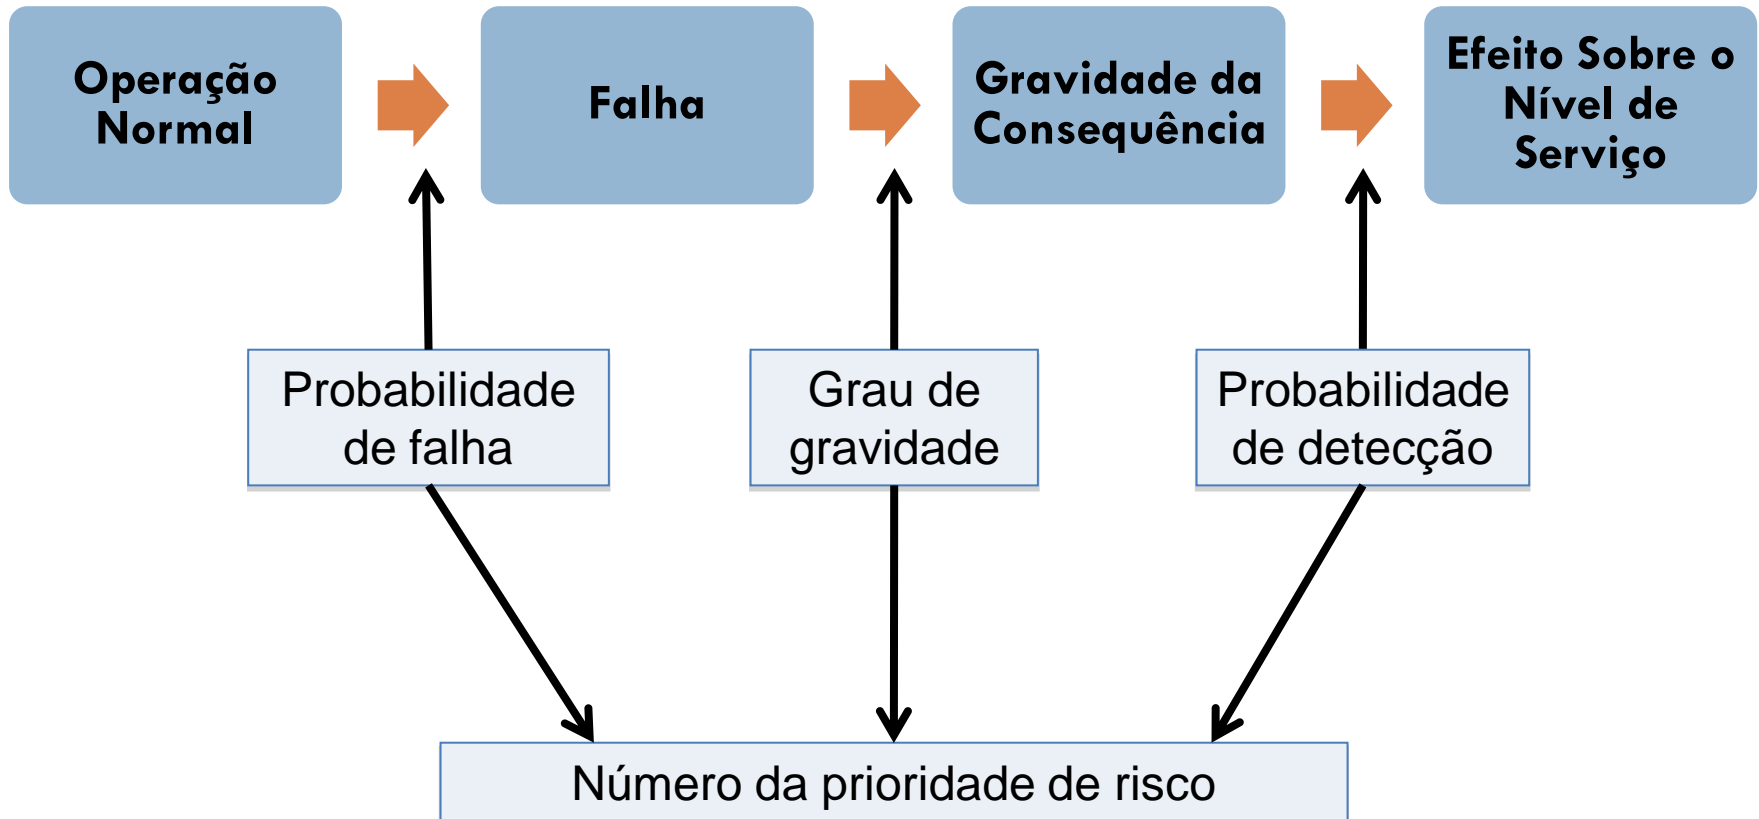 Operação
Normal
Falha
Gravidade da
Consequência
Efeito Sobre o
Nível de
Serviço
Probabilidade
de falha
Grau de
gravidade
Probabilidade
de detecção
Número da prioridade de risco